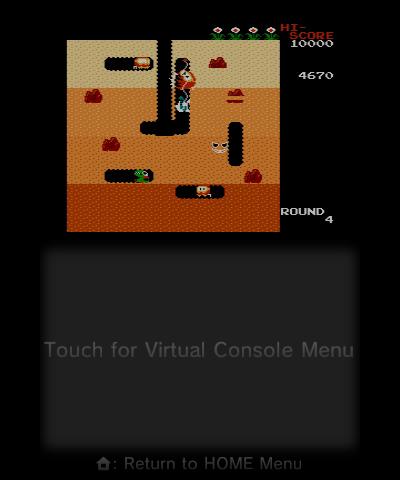 HI-
SCORE
10000
4670
ROUND
4
Touch for Virtual Console Menu
: Return to HOME Menu